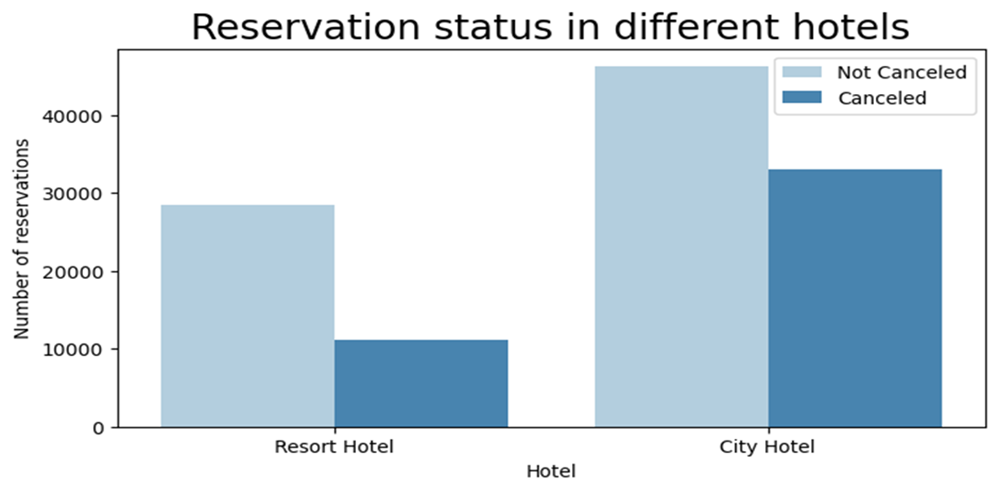 Reservation status in different hotels
Not Canceled
Canceled
Number of reservations
40000
30000
20000
10000
0
Resort Hotel
City Hotel
Hotel